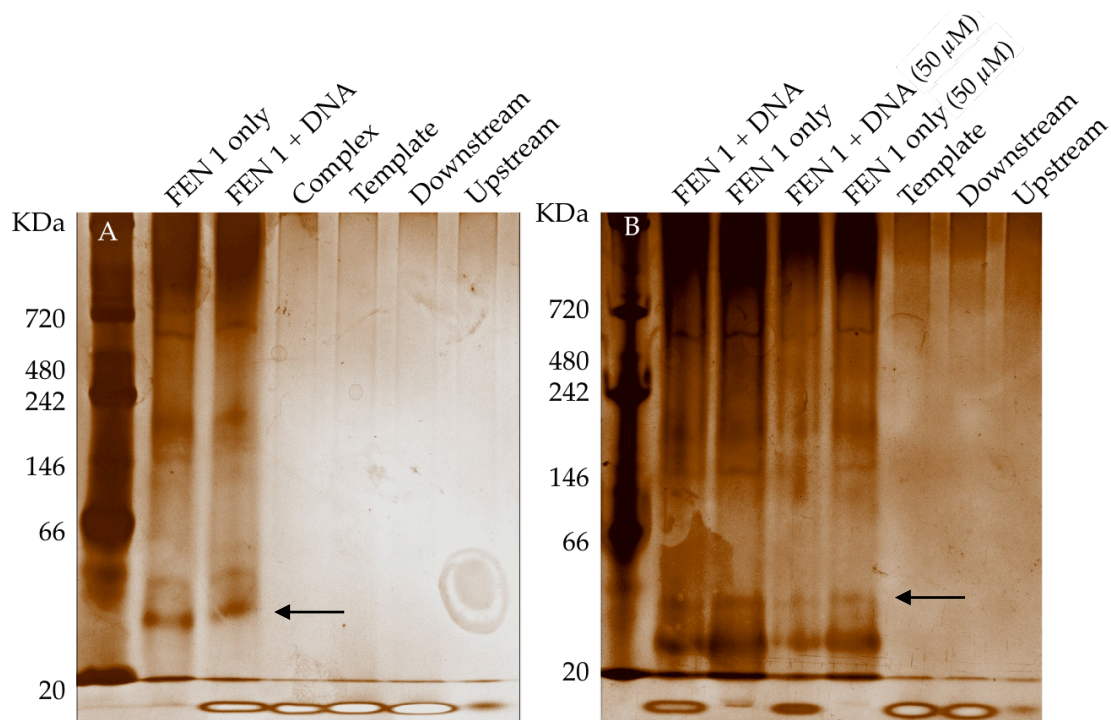 FEN 1 only
FEN 1 + DNA
Complex
Template
Downstream
Upstream
KDa
A
720
480
242
146
66
20
FEN 1 + DNA
FEN 1 only
FEN 1 + DNA (50 µM)
FEN 1 only (50 µM)
Template
Downstream
Upstream
KDa
B
720
480
242
146
66
20